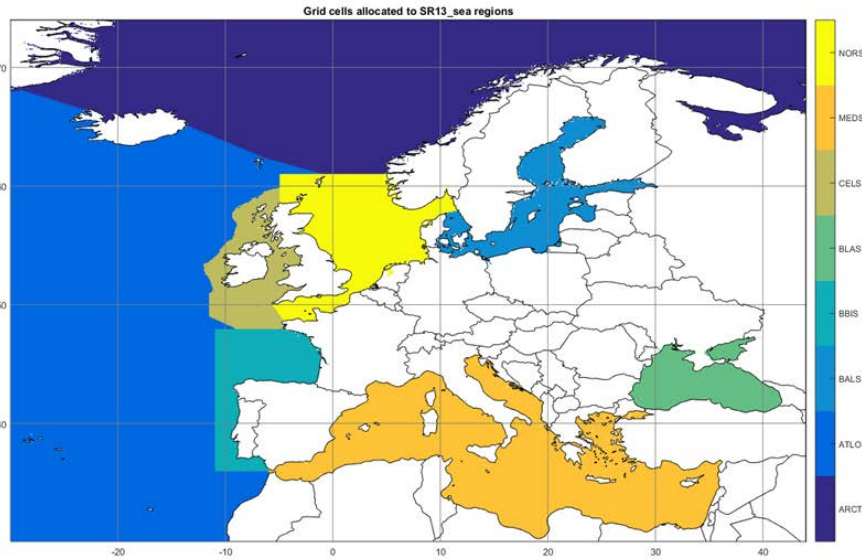 Grid cells allocated to SR13_sea regions
70
60
50
40
-20
-10
0
10
20
30
40
NORS
MEDS
CELS
BLAS
BBIS
BALS
ATLO
ARCT